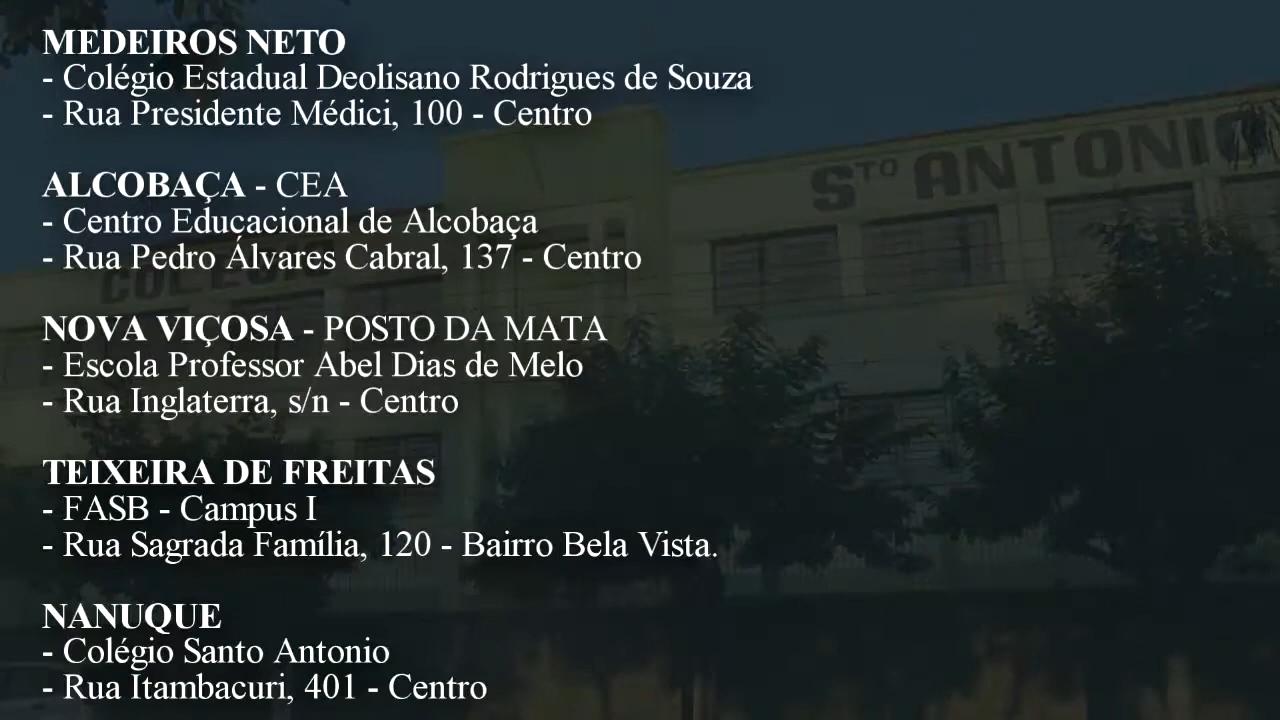 MEDEIROS NETO
- Colégio Estadual Deolisano Rodrigues de Souza
- Rua Presidente Médici, 100 - Centro
ALCOBAÇA - CEA
- Centro Educacional de Alcobaça
- Rua Pedro Álvares Cabral, 137 - Centro
NOVA VIÇOSA - POSTO DA MATA
- Escola Professor Abel Dias de Melo
- Rua Inglaterra, s/n - Centro
TEIXEIRA DE FREITAS
- FASB - Campus I
- Rua Sagrada Família, 120 - Bairro Bela Vista.
NANUQUE
- Colégio Santo Antonio
- Rua Itambacuri, 401 - Centro
STO ANTONIO